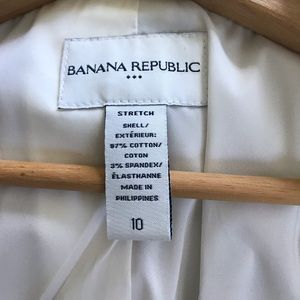 BANANA REPUBLIC
STRETCH
SHELL/
EXTÉRIEUR:
97% COTTON/
COTON
3% SPANDEX/
ÉLASTHANNE
MADE IN
PHILIPPINES
10